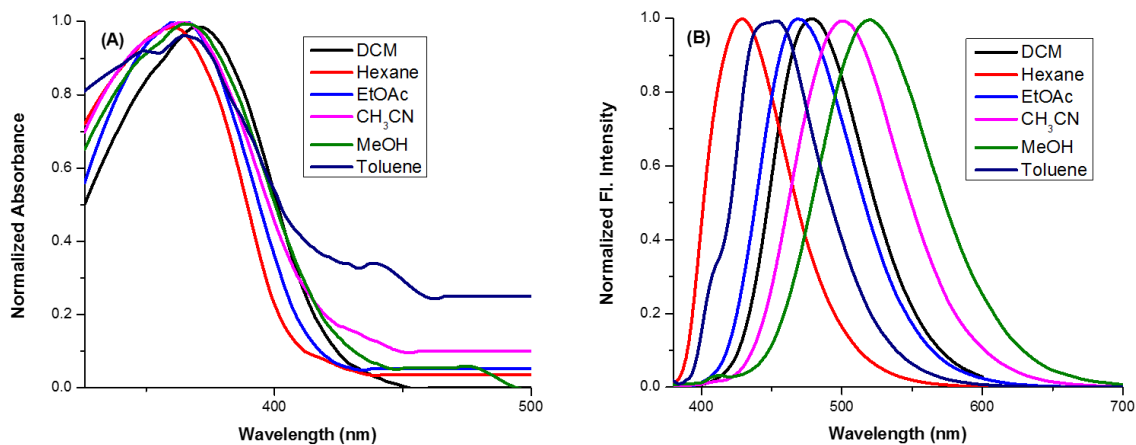 (A)
DCM
Hexane
EtOAc
CH3CN
MeOH
Toluene
1.0
0.8
0.6
0.4
0.2
0.0
400
500
Normalized Absorbance
Wavelength (nm)
(B)
DCM
Hexane
EtOAc
CH3CN
MeOH
Toluene
1.0
0.8
0.6
0.4
0.2
0.0
400
500
600
700
Normalized Fl. Intensity
Wavelength (nm)